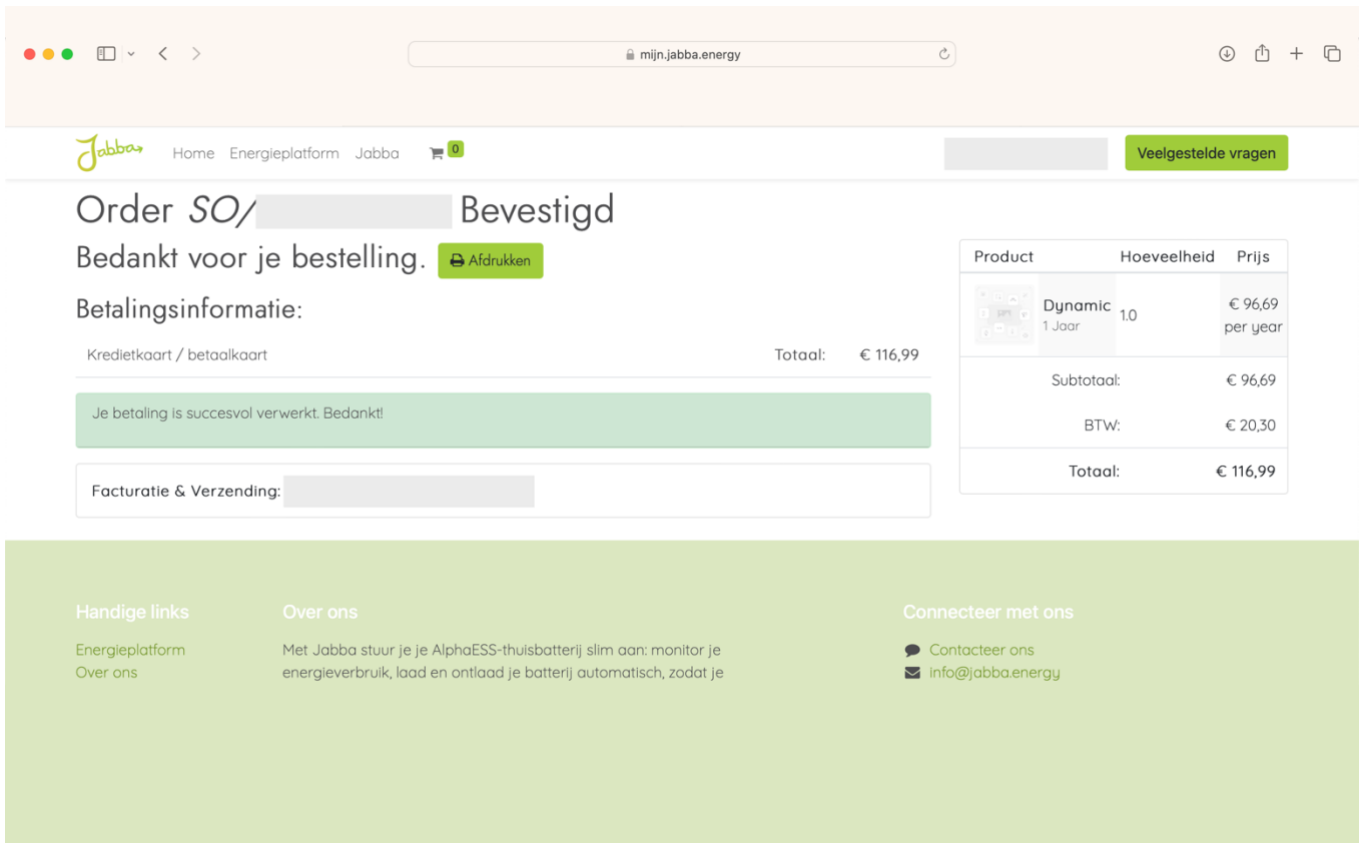 mijn.jabba.energy
Jabba
Home Energieplatform Jabba 0
Veelgestelde vragen
Order SO/ Bevestigd
Bedankt voor je bestelling. Afdrukken
Betalingsinformatie:
Kredietkaart / betaalkaart Totaal: € 116,99
Je betaling is succesvol verwerkt. Bedankt!
Facturatie & Verzending:
Product Hoeveelheid Prijs
Dynamic 1.0 € 96,69
1 Jaar per year
Subtotaal: € 96,69
BTW: € 20,30
Totaal: € 116,99
Handige links
Energieplatform
Over ons
Over ons
Met Jabba stuur je je AlphaESS-thuisbatterij slim aan: monitor je
energieverbruik, laad en ontlaad je batterij automatisch, zodat je
Connecteer met ons
Contacteer ons
info@jabba.energy